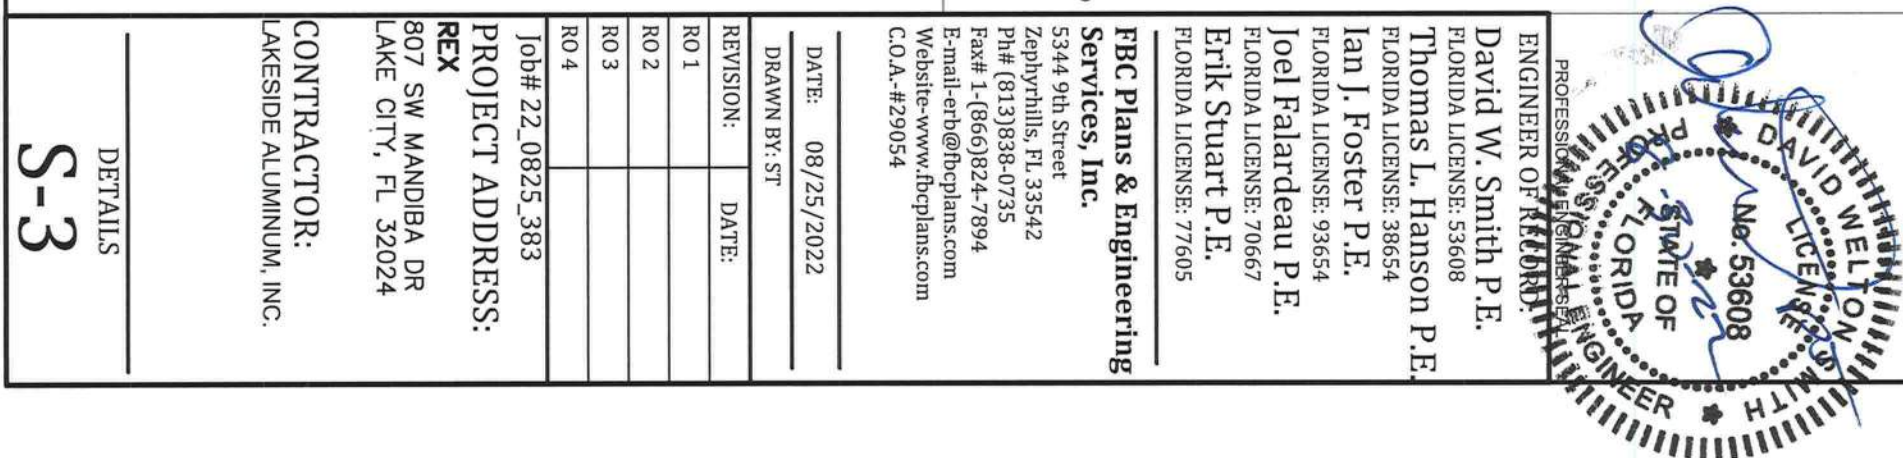 DAVID WELTON SMITH
LICENSE
No. 53608
STATE OF
FLORIDA
PROFESSIONAL ENGINEER
PROFESSIONAL ENGINEER SEAL
ENGINEER OF RECORD:
David W. Smith P.E.
FLORIDA LICENSE: 53608
Thomas L. Hanson P.E.
FLORIDA LICENSE: 38654
Ian J. Foster P.E.
FLORIDA LICENSE: 93654
Joel Falardeau P.E.
FLORIDA LICENSE: 70667
Erik Stuart P.E.
FLORIDA LICENSE: 77605
FBC Plans & Engineering
Services, Inc.
5344 9th Street
Zephyrhills, FL 33542
Ph# (813)838-0735
Fax# 1-(866)824-7894
E-mail-erb@fbcplans.com
Website-www.fbcplans.com
C.O.A.-#29054
DATE: 08/25/2022
DRAWN BY: ST
REVISION: DATE:
RO 1
RO 2
RO 3
RO 4
Job# 22_0825_383
PROJECT ADDRESS:
REX
807 SW MANDIBA DR
LAKE CITY, FL 32024
CONTRACTOR:
LAKESIDE ALUMINUM, INC.
DETAILS
S-3